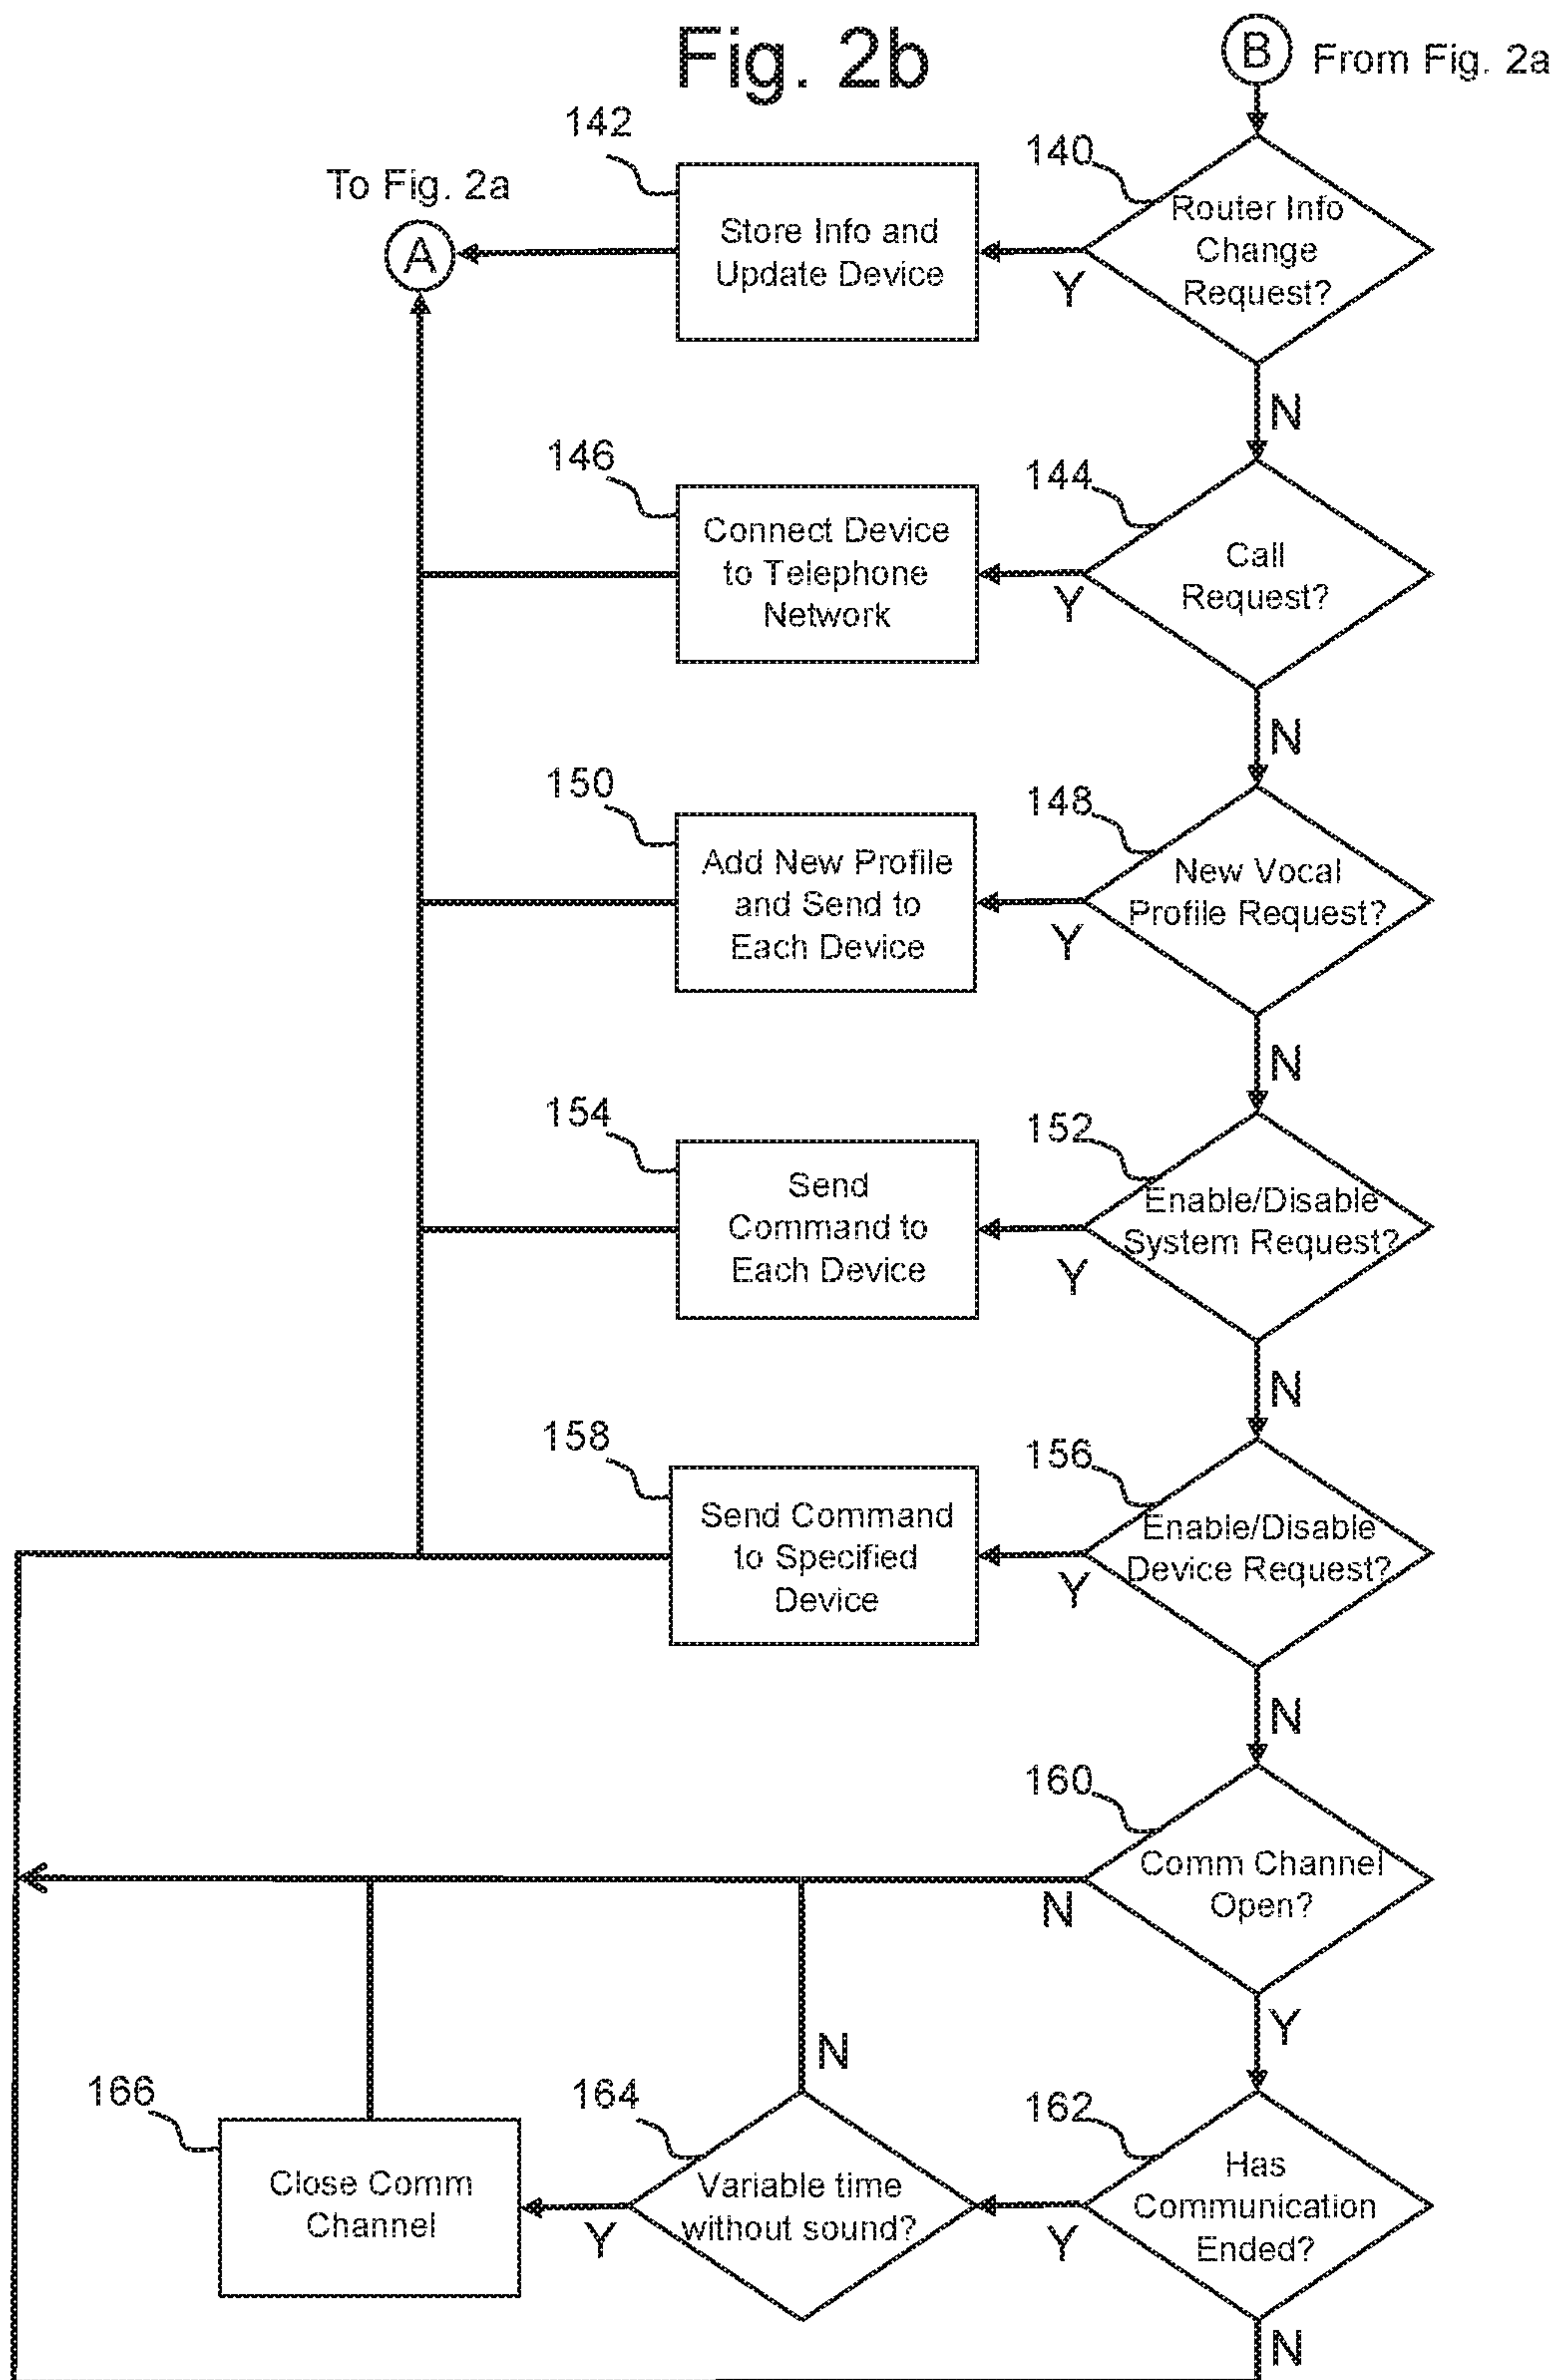 Fig. 2b
B
From Fig. 2a
142
140
To Fig. 2a
A
Store Info and
Update Device
Router Info
Change
Request?
Y
N
146
144
Connect Device
to Telephone
Network
Call
Request?
Y
N
150
148
Add New Profile
and Send to
Each Device
New Vocal
Profile Request?
Y
N
154
152
Send
Command to
Each Device
Enable/Disable
System Request?
Y
N
158
156
Send Command
to Specified
Device
Enable/Disable
Device Request?
Y
N
160
Comm Channel
Open?
N
Y
N
166
164
162
Close Comm
Channel
Variable time
without sound?
Has
Communication
Ended?
Y
Y
N